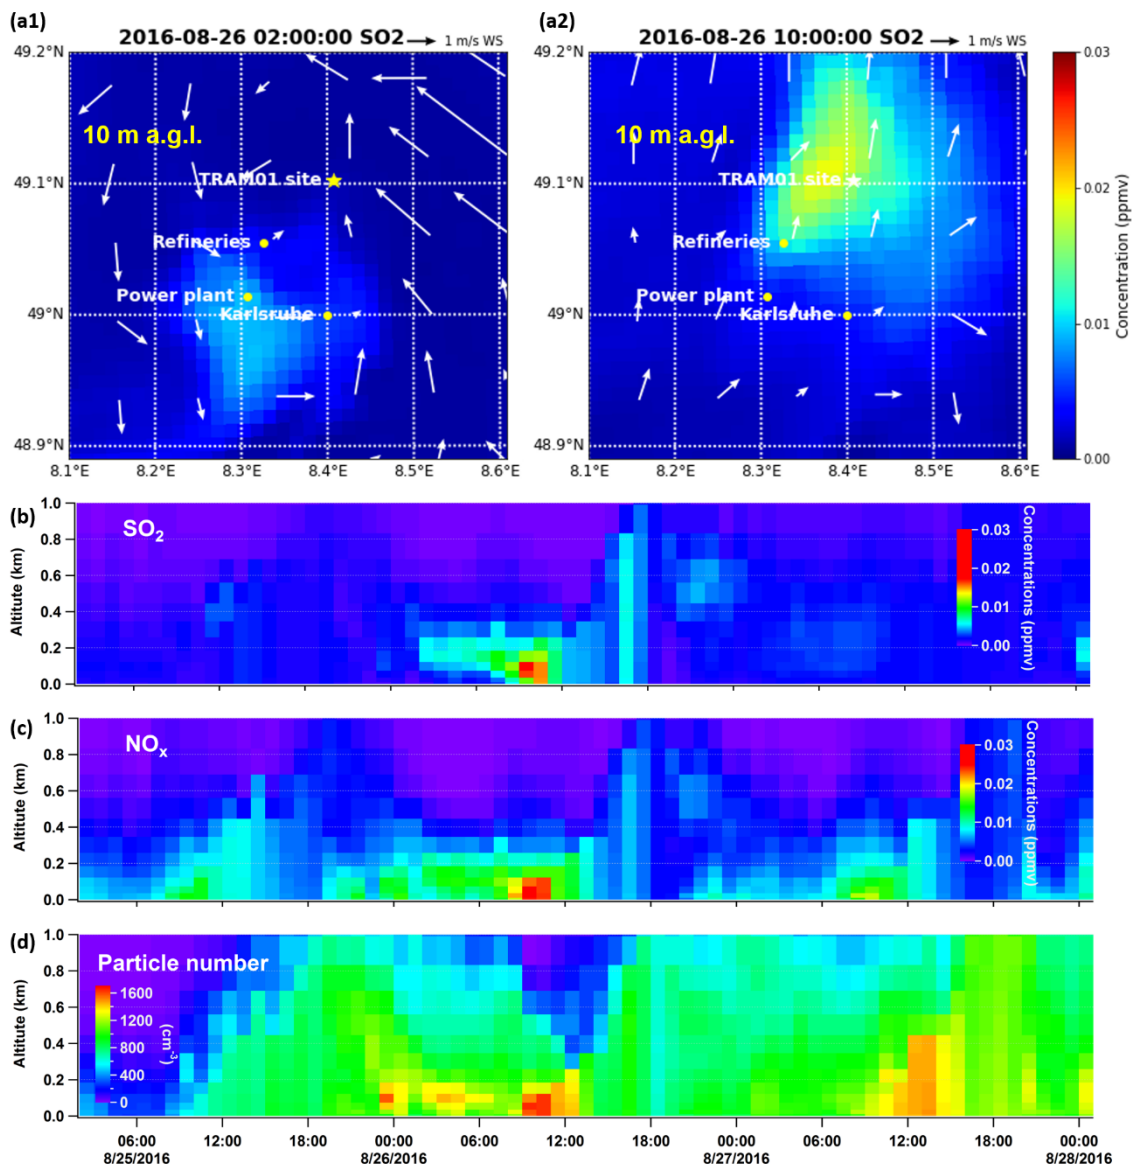 (a1)
2016-08-26 02:00:00 SO2 1 m/s WS
49.2°N
10 m a.g.l.
49.1°N
TRAM01 site
Refineries
Power plant
49°N
Karlsruhe
48.9°N
8.1°E 8.2°E 8.3°E 8.4°E 8.5°E 8.6°E
(a2)
2016-08-26 10:00:00 SO2 1 m/s WS
49.2°N
10 m a.g.l.
49.1°N
TRAM01 site
Refineries
Power plant
49°N
Karlsruhe
48.9°N
8.1°E 8.2°E 8.3°E 8.4°E 8.5°E 8.6°E
0.03
0.02
0.01
0.00
Concentration (ppmv)
(b)
SO2
Altitute (km)
1.0
0.8
0.6
0.4
0.2
0.0
0.03
0.02
0.01
0.00
Concentrations (ppmv)
(c)
NOx
Altitute (km)
1.0
0.8
0.6
0.4
0.2
0.0
0.03
0.02
0.01
0.00
Concentrations (ppmv)
(d)
Particle number
Altitute (km)
1.0
0.8
0.6
0.4
0.2
0.0
1600
1200
800
400
0
(cm-3)
06:00 12:00 00:00 06:00 12:00 18:00 00:00 06:00 12:00 18:00 00:00
8/25/2016 8/26/2016 8/27/2016 8/28/2016